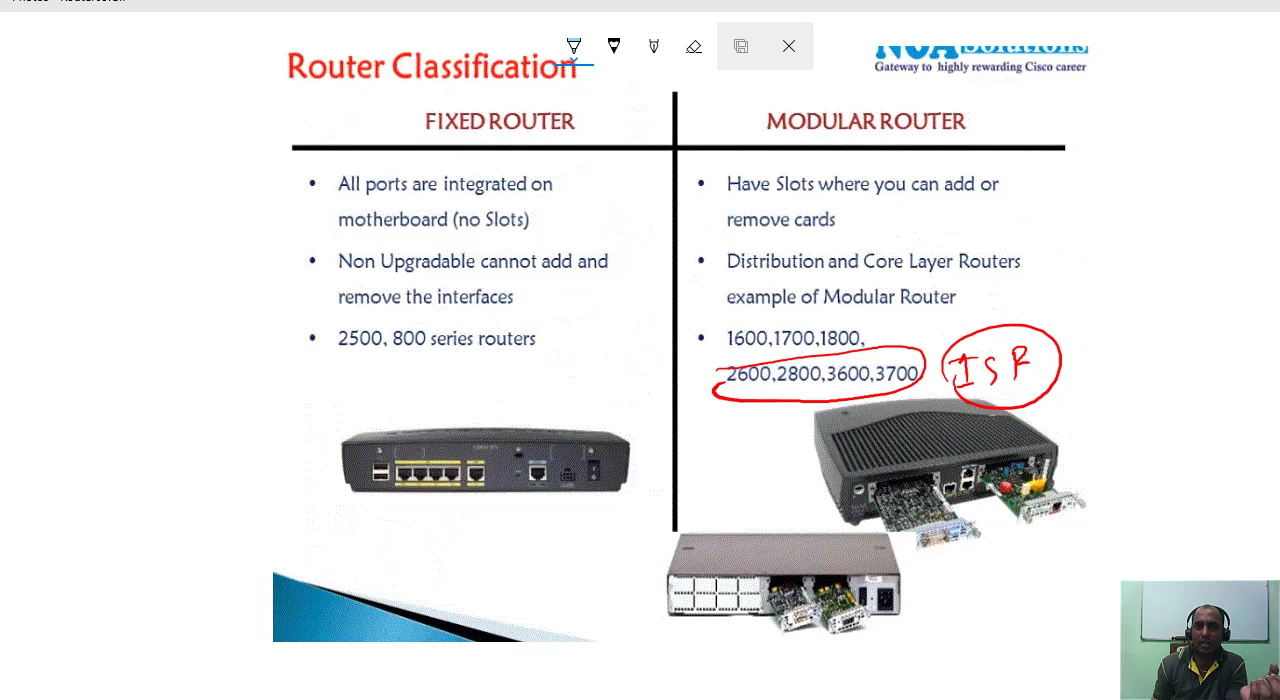 Router Classification
Solutions
Gateway to highly rewarding Cisco career
FIXED ROUTER
MODULAR ROUTER
• All ports are integrated on
motherboard (no Slots)
• Non Upgradable cannot add and
remove the interfaces
• 2500, 800 series routers
• Have Slots where you can add or
remove cards
• Distribution and Core Layer Routers
example of Modular Router
• 1600,1700,1800,
2600,2800,3600,3700
ISR